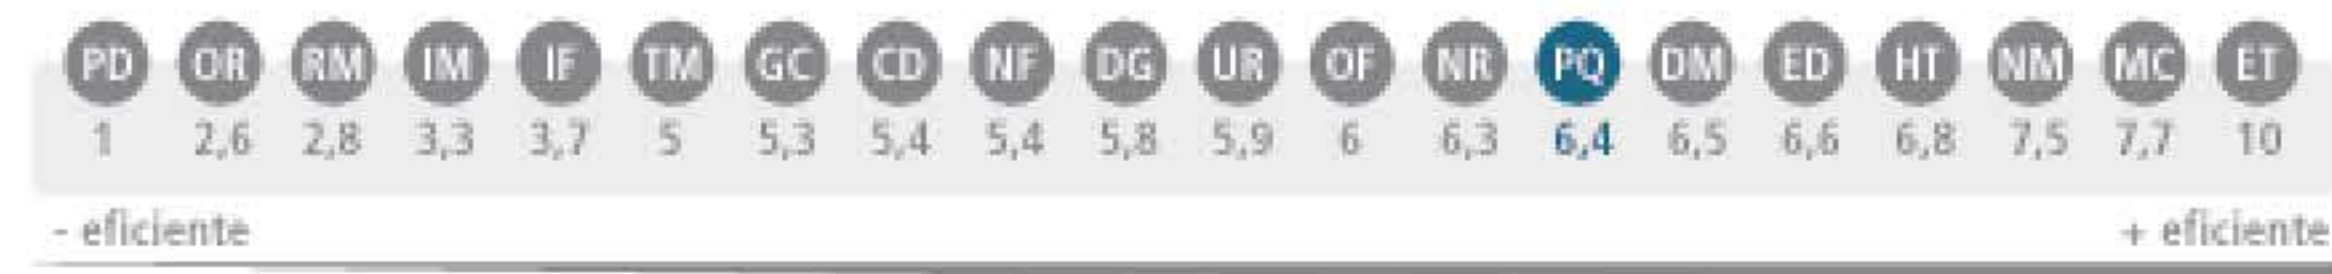 PD OR RM IM IF TM GC CD NF DG UR OF NR PQ DM ED HT NM MC ET
1 2,6 2,8 3,3 3,7 5 5,3 5,4 5,4 5,8 5,9 6 6,3 6,4 6,5 6,6 6,8 7,5 7,7 10
- eficiente + eficiente